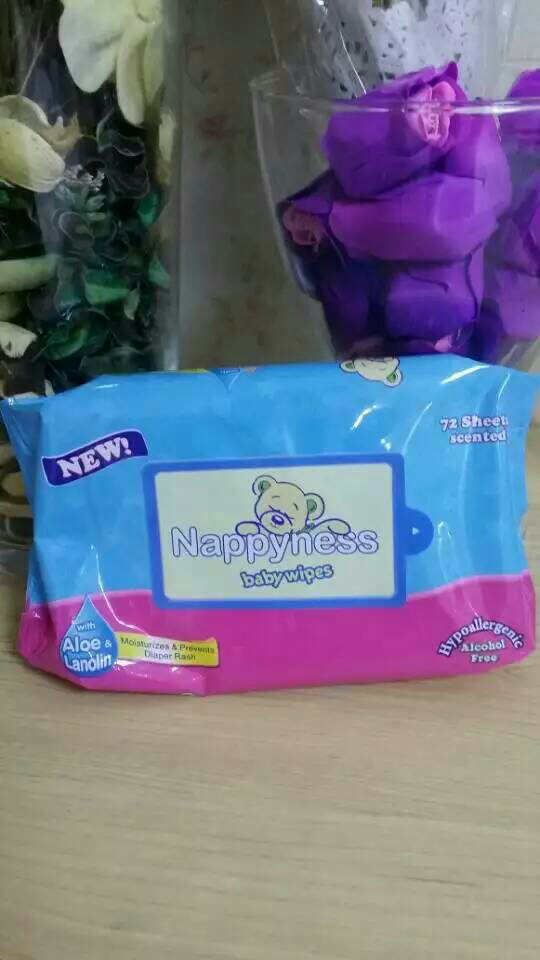 NEW!
72 Sheets
scented
Nappyness
baby wipes
with
Aloe &
Lanolin
Moisturizes & Prevents
Diaper Rash
Hypoallergenic
Alcohol
Free